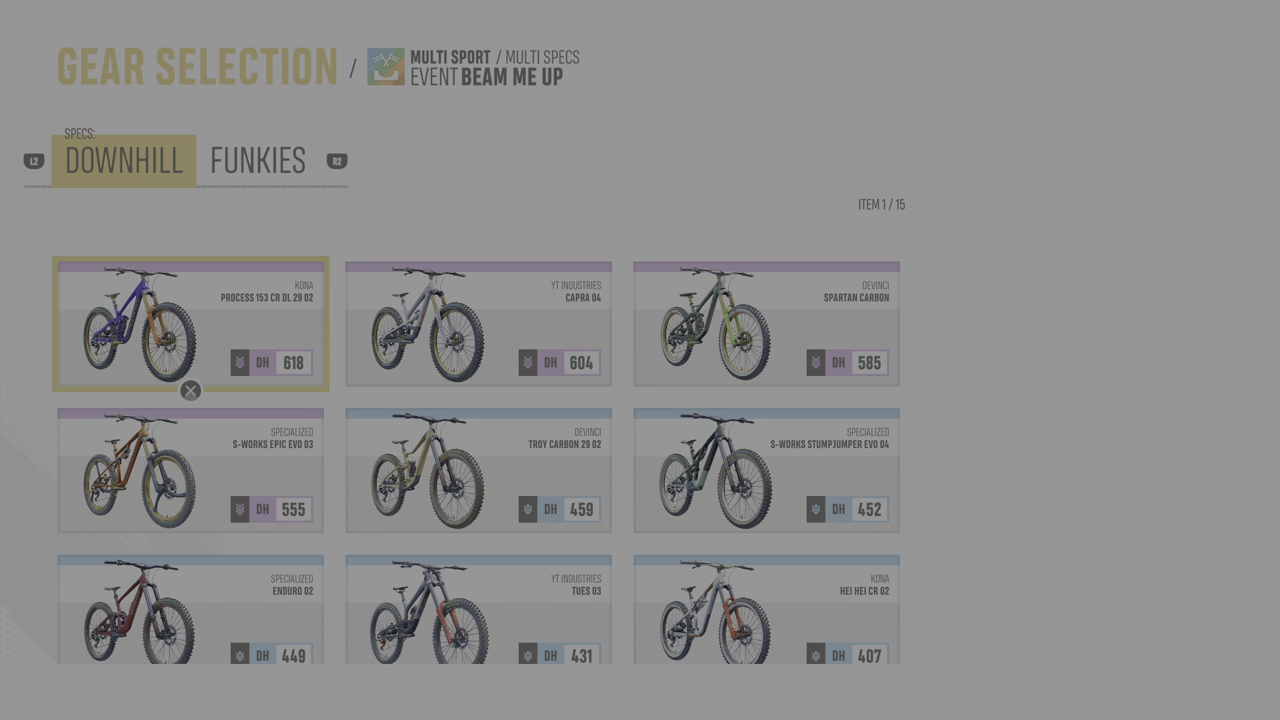 GEAR SELECTION / MULTI SPORT / MULTI SPECS
EVENT BEAM ME UP
SPECS:
L2 DOWNHILL FUNKIES R2
ITEM 1 / 15
KONA
PROCESS 153 CR DL 29 02
DH 618
YT INDUSTRIES
CAPRA 04
DH 604
DEVINCI
SPARTAN CARBON
DH 585
SPECIALIZED
S-WORKS EPIC EVO 03
DH 555
DEVINCI
TROY CARBON 29 02
DH 459
SPECIALIZED
S-WORKS STUMPJUMPER EVO 04
DH 452
SPECIALIZED
ENDURO 02
DH 449
YT INDUSTRIES
TUES 03
DH 431
KONA
HEI HEI CR 02
DH 407